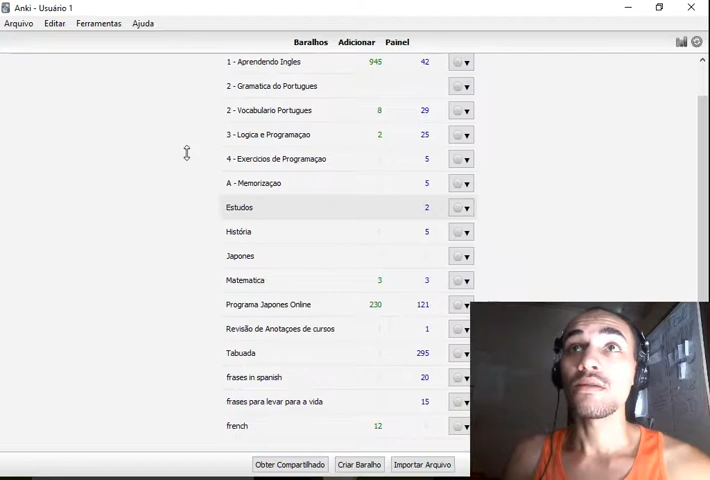 Anki - Usuário 1
Arquivo Editar Ferramentas Ajuda
Baralhos Adicionar Painel
1 - Aprendendo Ingles 945 42
2 - Gramatica do Portugues
2 - Vocabulario Portugues 8 29
3 - Logica e Programaçao 2 25
4 - Exercicios de Programaçao 5
A - Memorizaçao 5
Estudos 2
História 5
Japones
Matematica 3 3
Programa Japones Online 230 121
Revisão de Anotaçoes de cursos 1
Tabuada 295
frases in spanish 20
frases para levar para a vida 15
french 12
Obter Compartilhado Criar Baralho Importar Arquivo